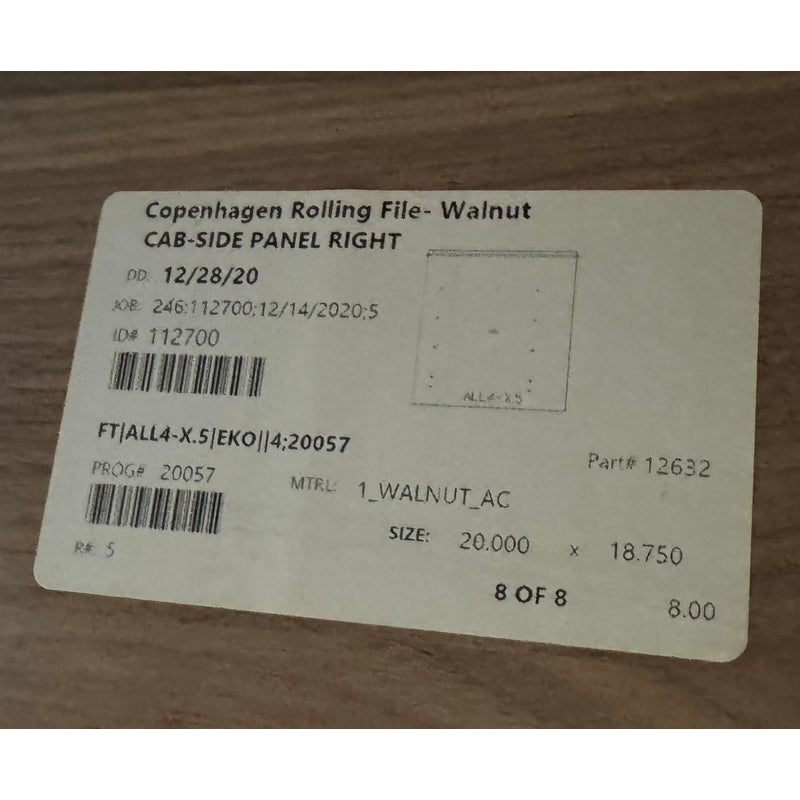 Copenhagen Rolling File- Walnut
CAB-SIDE PANEL RIGHT
DD: 12/28/20
JOB: 246;112700;12/14/2020;5
ID# 112700
ALL4-X.5
FT|ALL4-X.5|EKO||4;20057
PROG# 20057
MTRL: 1_WALNUT_AC
Part# 12632
SIZE: 20.000 x 18.750
R#: 5
8 OF 8
8.00